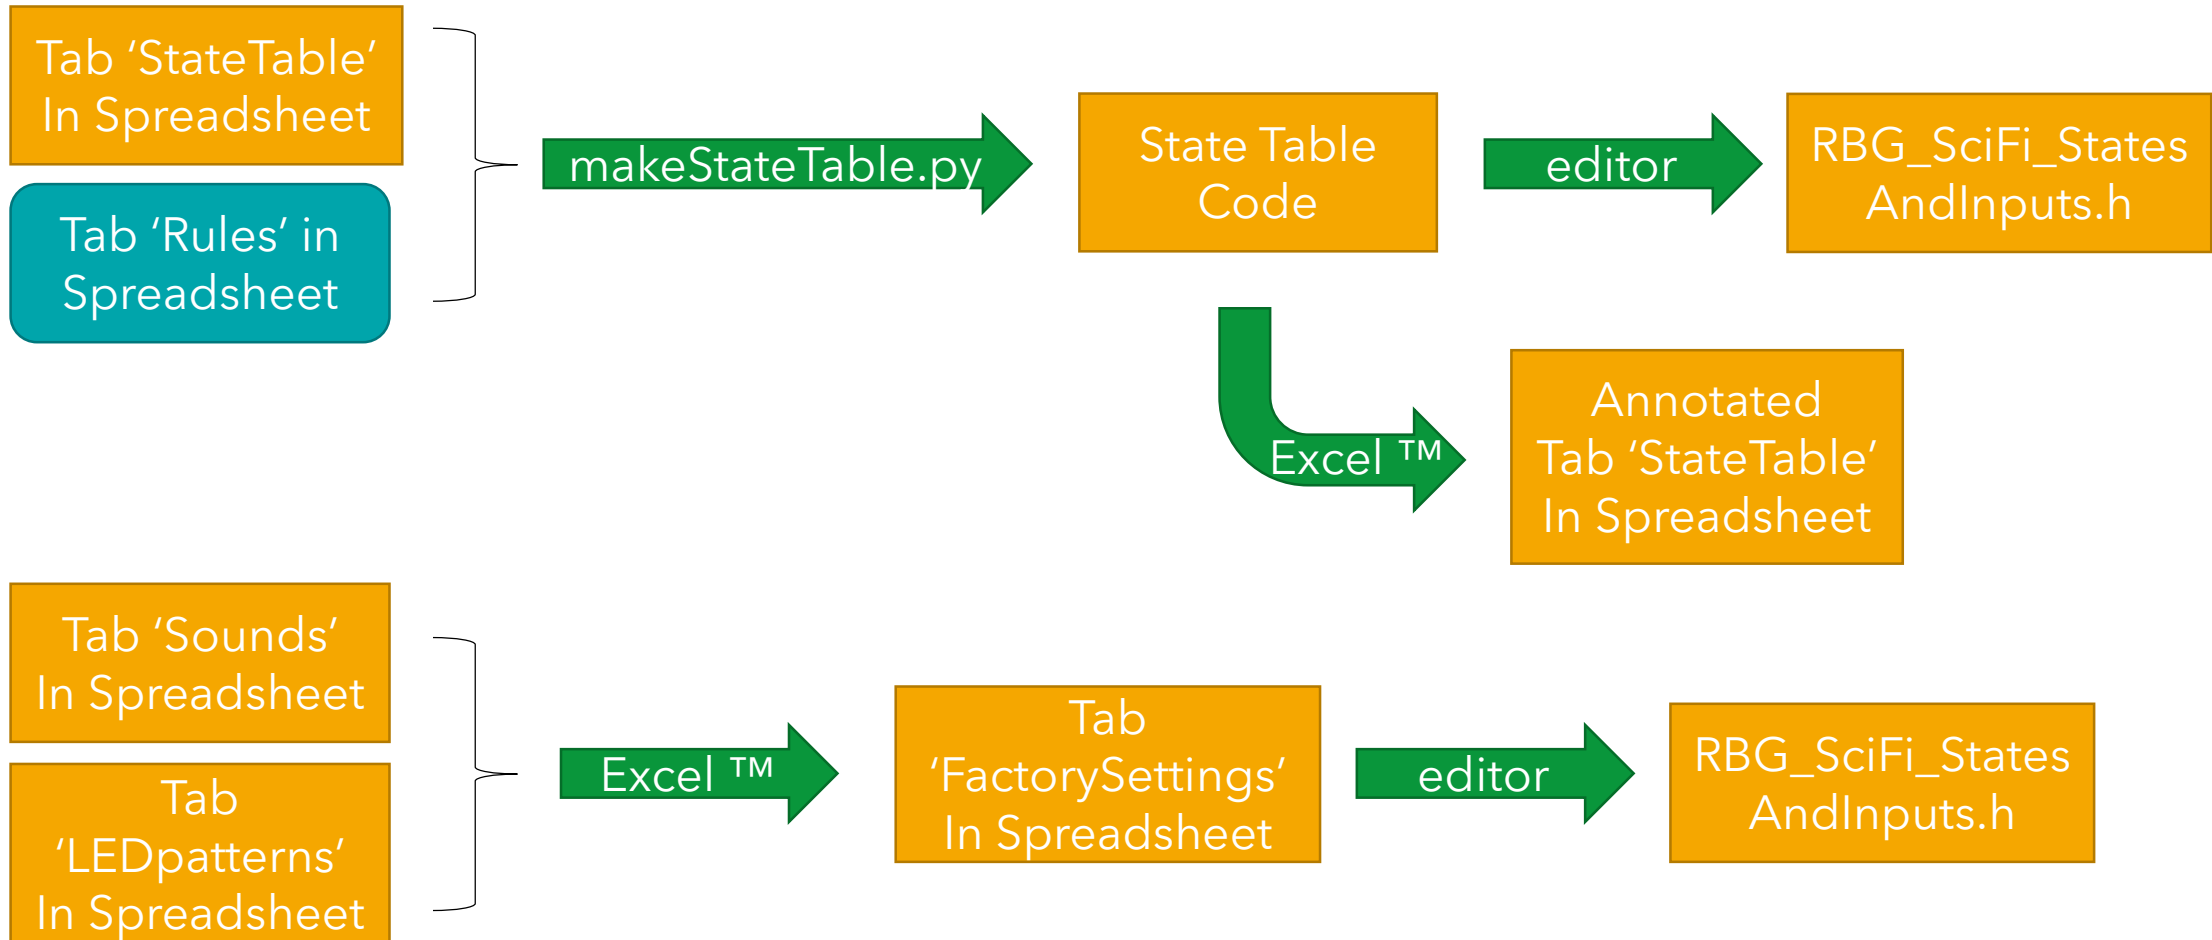 Tab ‘StateTable’
In Spreadsheet
Tab ‘Rules’ in
Spreadsheet
makeStateTable.py
State Table
Code
editor
RBG_SciFi_States
AndInputs.h
Excel ™
Annotated
Tab ‘StateTable’
In Spreadsheet
Tab ‘Sounds’
In Spreadsheet
Tab
‘LEDpatterns’
In Spreadsheet
Excel ™
Tab
‘FactorySettings’
In Spreadsheet
editor
RBG_SciFi_States
AndInputs.h